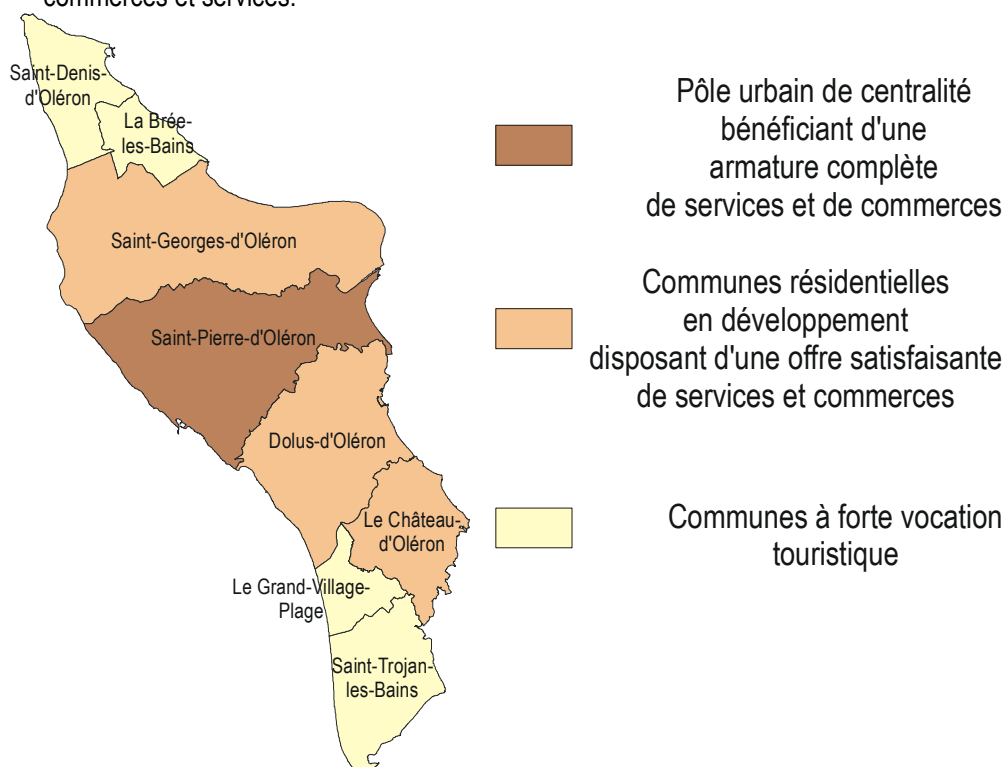 commerces et services.
Saint-Denis-
d'Oléron
La Brée-
les-Bains
Saint-Georges-d'Oléron
Saint-Pierre-d'Oléron
Dolus-d'Oléron
Le Château-
d'Oléron
Le Grand-Village-
Plage
Saint-Trojan-
les-Bains
Pôle urbain de centralité
bénéficiant d'une
armature complète
de services et de commerces
Communes résidentielles
en développement
disposant d'une offre satisfaisante
de services et commerces
Communes à forte vocation
touristique